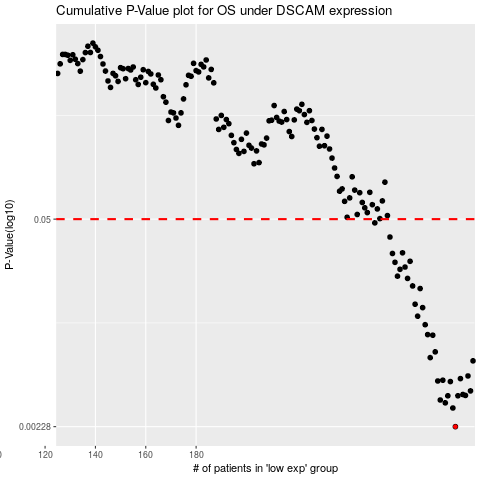 Cumulative P-Value plot for OS under DSCAM expression
P-Value(log10)
0.05
0.00228
0
120
140
160
180
# of patients in 'low exp' group